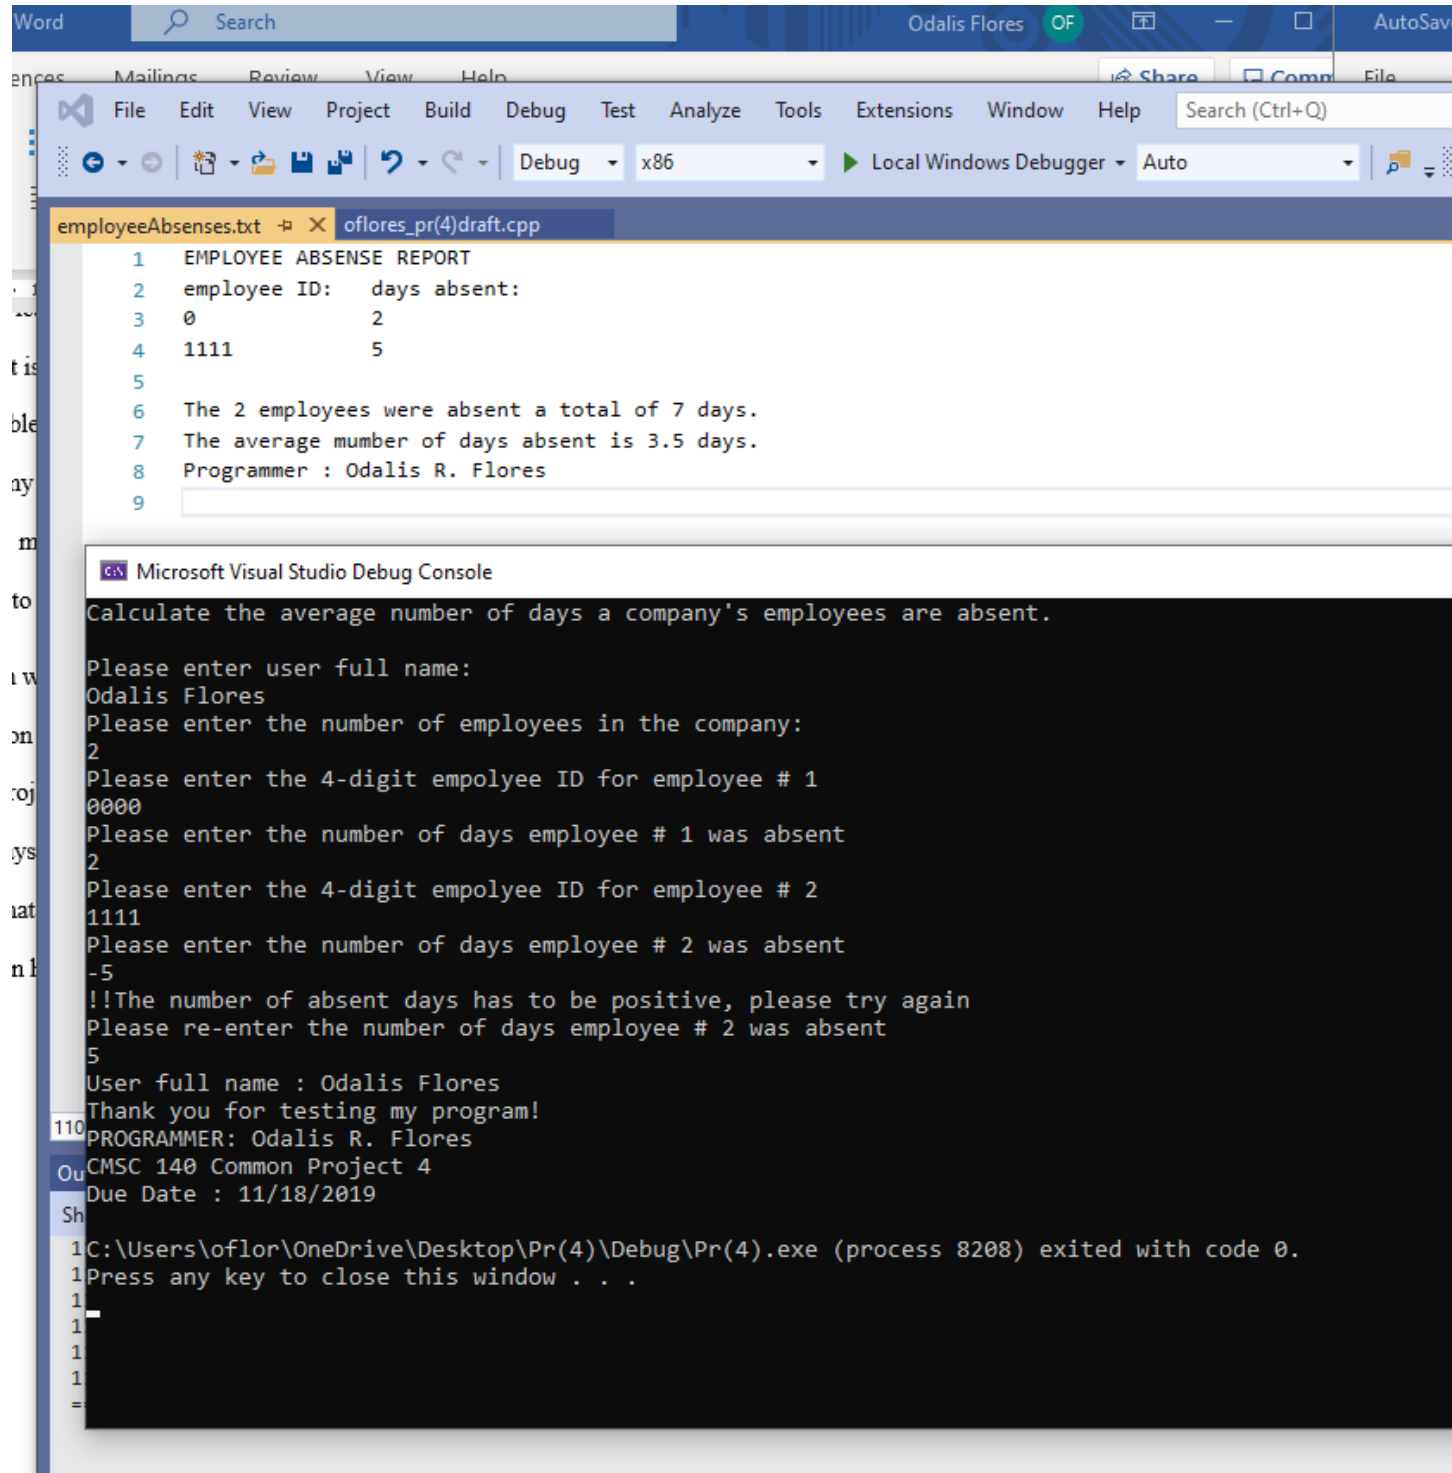 Word Search Odalis Flores OF AutoSave
ences Mailings Review View Help Share Comm File
File Edit View Project Build Debug Test Analyze Tools Extensions Window Help Search (Ctrl+Q)
Debug x86 Local Windows Debugger Auto
employeeAbsenses.txt oflores_pr(4)draft.cpp
1 EMPLOYEE ABSENSE REPORT
2 employee ID: days absent:
3 0 2
4 1111 5
5
6 The 2 employees were absent a total of 7 days.
7 The average mumber of days absent is 3.5 days.
8 Programmer : Odalis R. Flores
9
Microsoft Visual Studio Debug Console
Calculate the average number of days a company's employees are absent.
Please enter user full name:
Odalis Flores
Please enter the number of employees in the company:
2
Please enter the 4-digit empolyee ID for employee # 1
0000
Please enter the number of days employee # 1 was absent
2
Please enter the 4-digit empolyee ID for employee # 2
1111
Please enter the number of days employee # 2 was absent
-5
!!The number of absent days has to be positive, please try again
Please re-enter the number of days employee # 2 was absent
5
User full name : Odalis Flores
Thank you for testing my program!
PROGRAMMER: Odalis R. Flores
CMSC 140 Common Project 4
Due Date : 11/18/2019
C:\Users\oflor\OneDrive\Desktop\Pr(4)\Debug\Pr(4).exe (process 8208) exited with code 0.
Press any key to close this window . . .
110
Ou
Sh